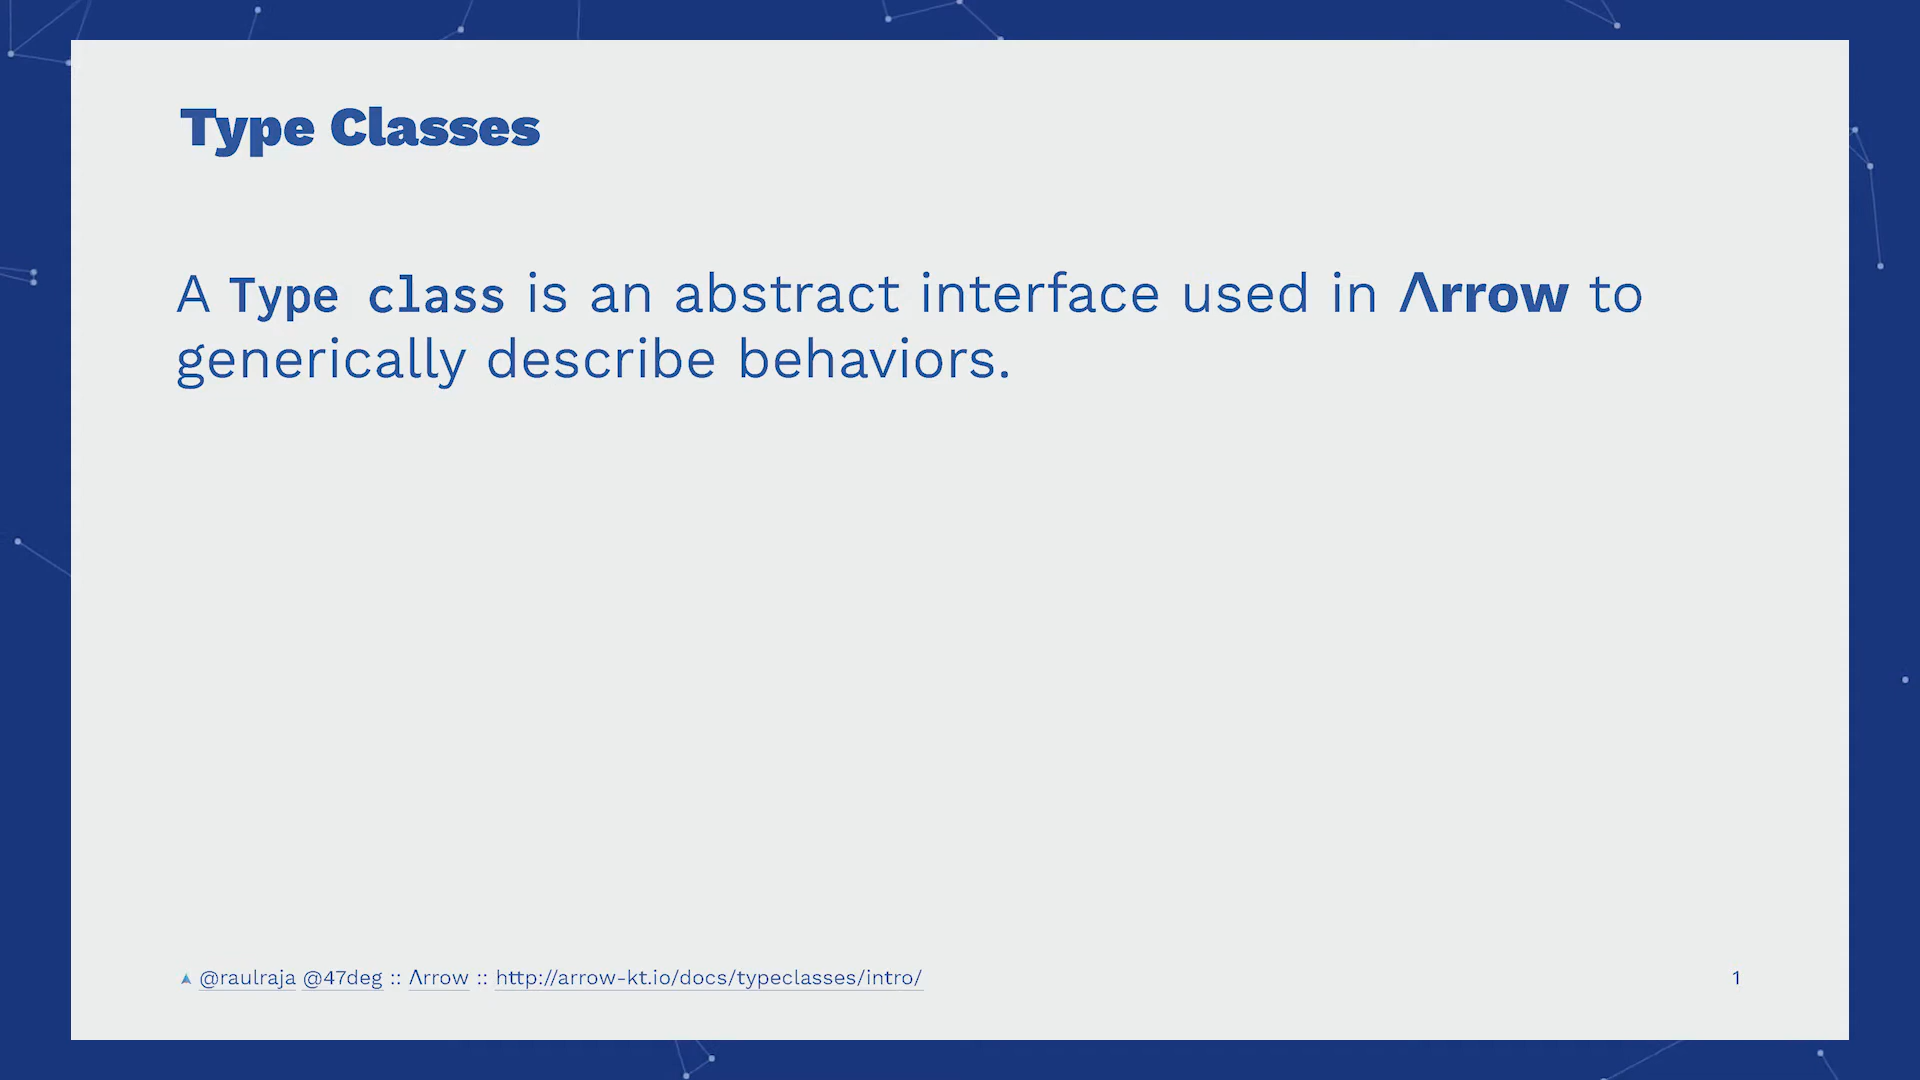 Type Classes
A Type class is an abstract interface used in Λrrow to
generically describe behaviors.
@raulraja @47deg :: Λrrow :: http://arrow-kt.io/docs/typeclasses/intro/
1